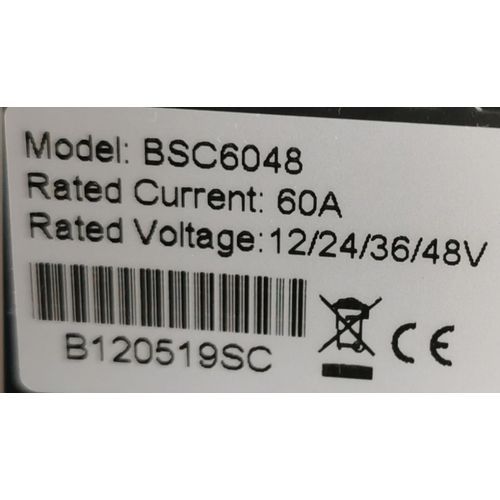 Model: BSC6048
Rated Current: 60A
Rated Voltage: 12/24/36/48V
B120519SC
CE